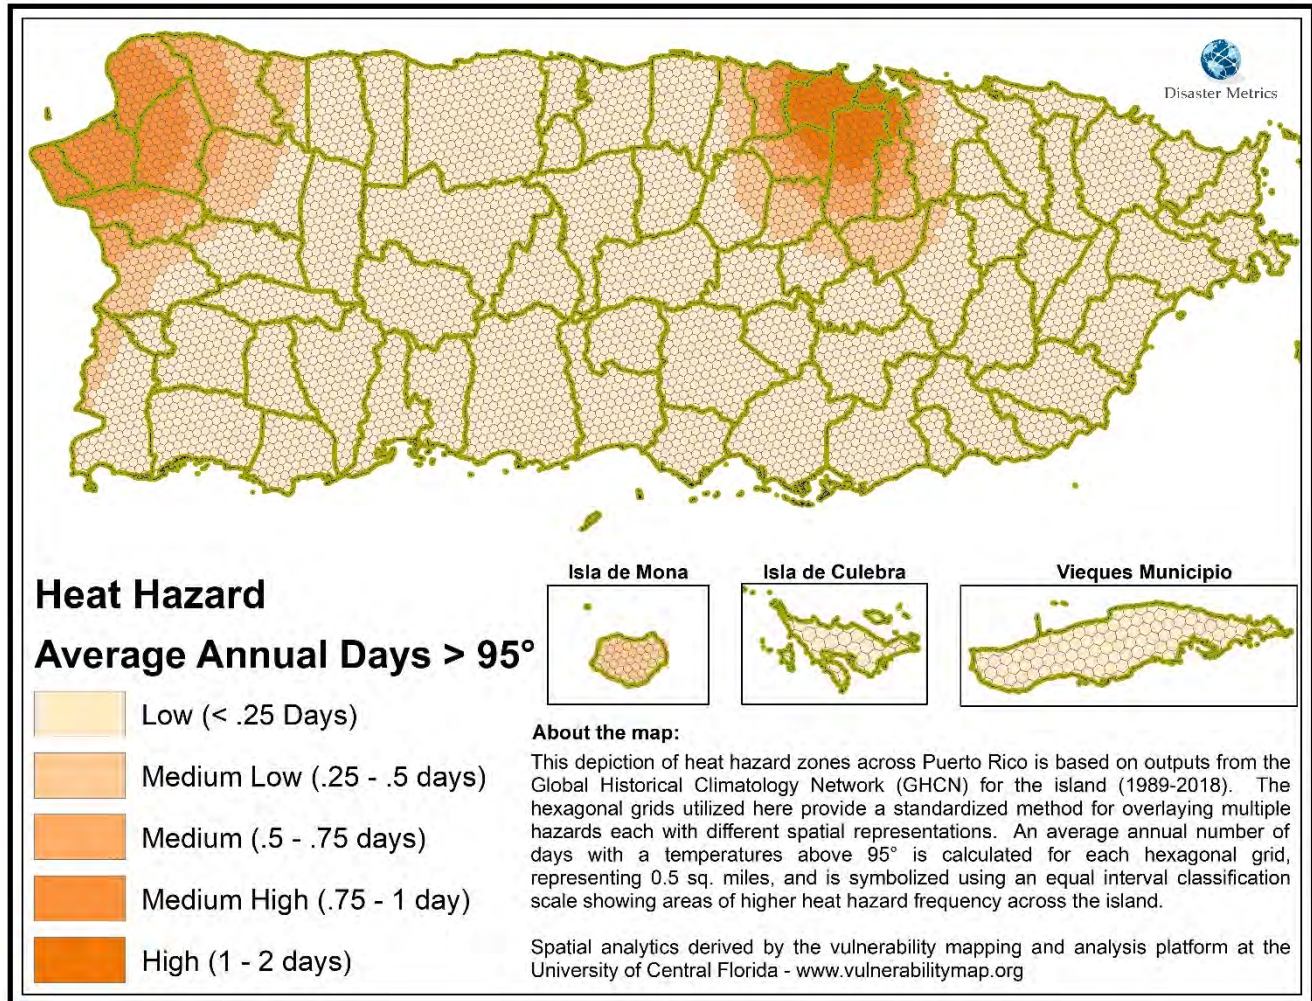 Disaster Metrics
Isla de Mona
Isla de Culebra
Vieques Municipio
Heat Hazard
Average Annual Days > 95°
Low (< .25 Days)
Medium Low (.25 - .5 days)
Medium (.5 - .75 days)
Medium High (.75 - 1 day)
High (1 - 2 days)
About the map:
This depiction of heat hazard zones across Puerto Rico is based on outputs from the
Global Historical Climatology Network (GHCN) for the island (1989-2018). The
hexagonal grids utilized here provide a standardized method for overlaying multiple
hazards each with different spatial representations. An average annual number of
days with a temperatures above 95° is calculated for each hexagonal grid,
representing 0.5 sq. miles, and is symbolized using an equal interval classification
scale showing areas of higher heat hazard frequency across the island.
Spatial analytics derived by the vulnerability mapping and analysis platform at the
University of Central Florida - www.vulnerabilitymap.org